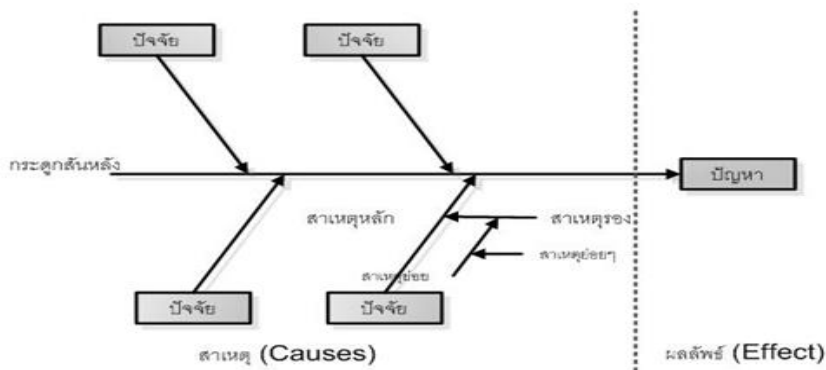 ปัจจัย
ปัจจัย
กระดูกสันหลัง
ปัญหา
สาเหตุหลัก
สาเหตุรอง
สาเหตุย่อยๆ
สาเหตุย่อย
ปัจจัย
ปัจจัย
สาเหตุ (Causes)
ผลลัพธ์ (Effect)